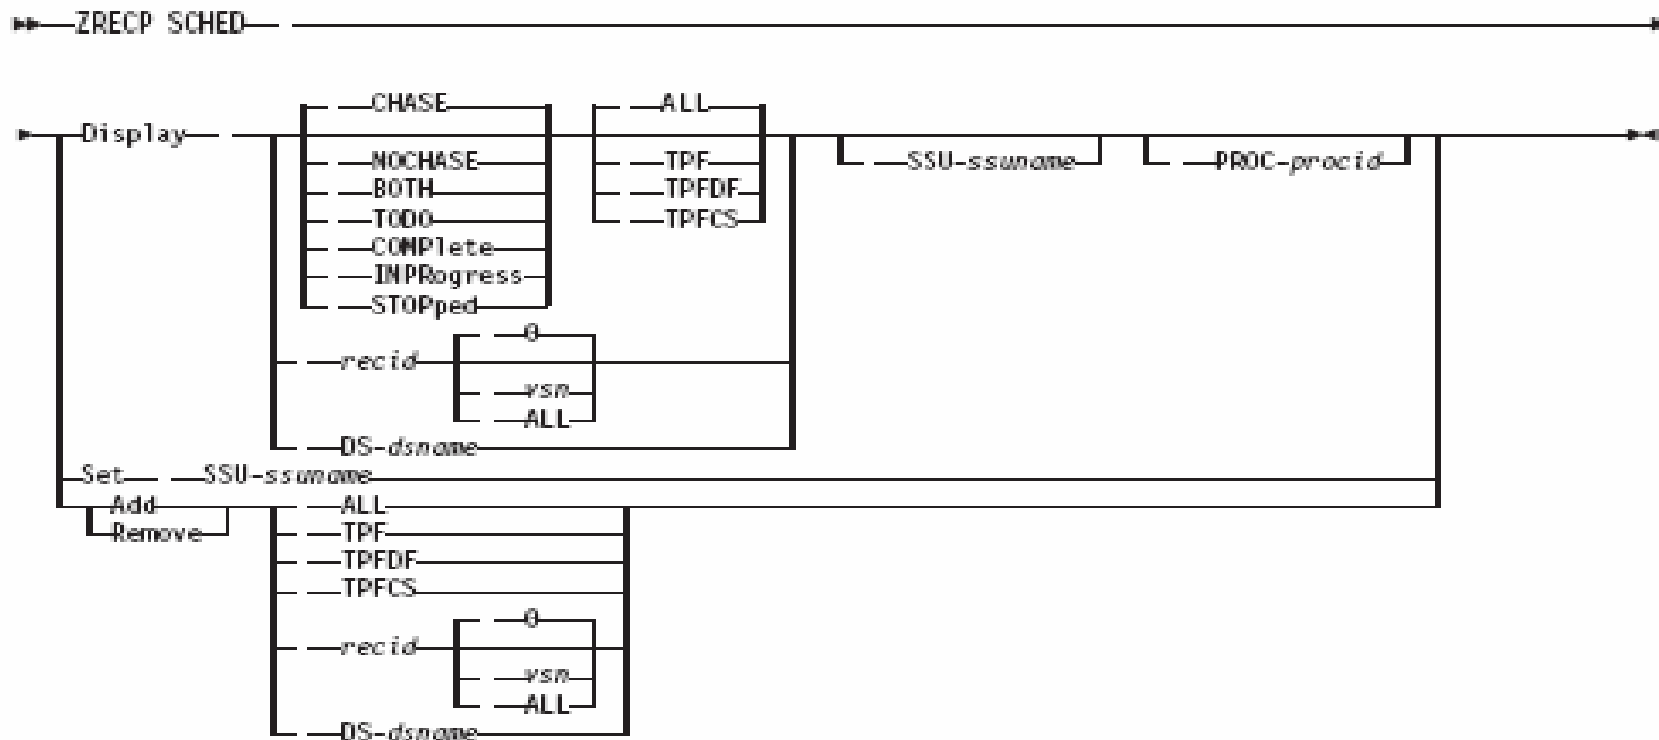 ZRECP SCHED
CHASE ALL
Display
NOCHASE TPF SSU-ssuname PROC-procid
BOTH TPFDF
TODO TPFCS
COMPlete
INPRogress
STOPped
0
recid
vsn
ALL
DS-dsname
Set SSU-ssuname
Add ALL
Remove TPF
TPFDF
TPFCS
0
recid
vsn
ALL
DS-dsname